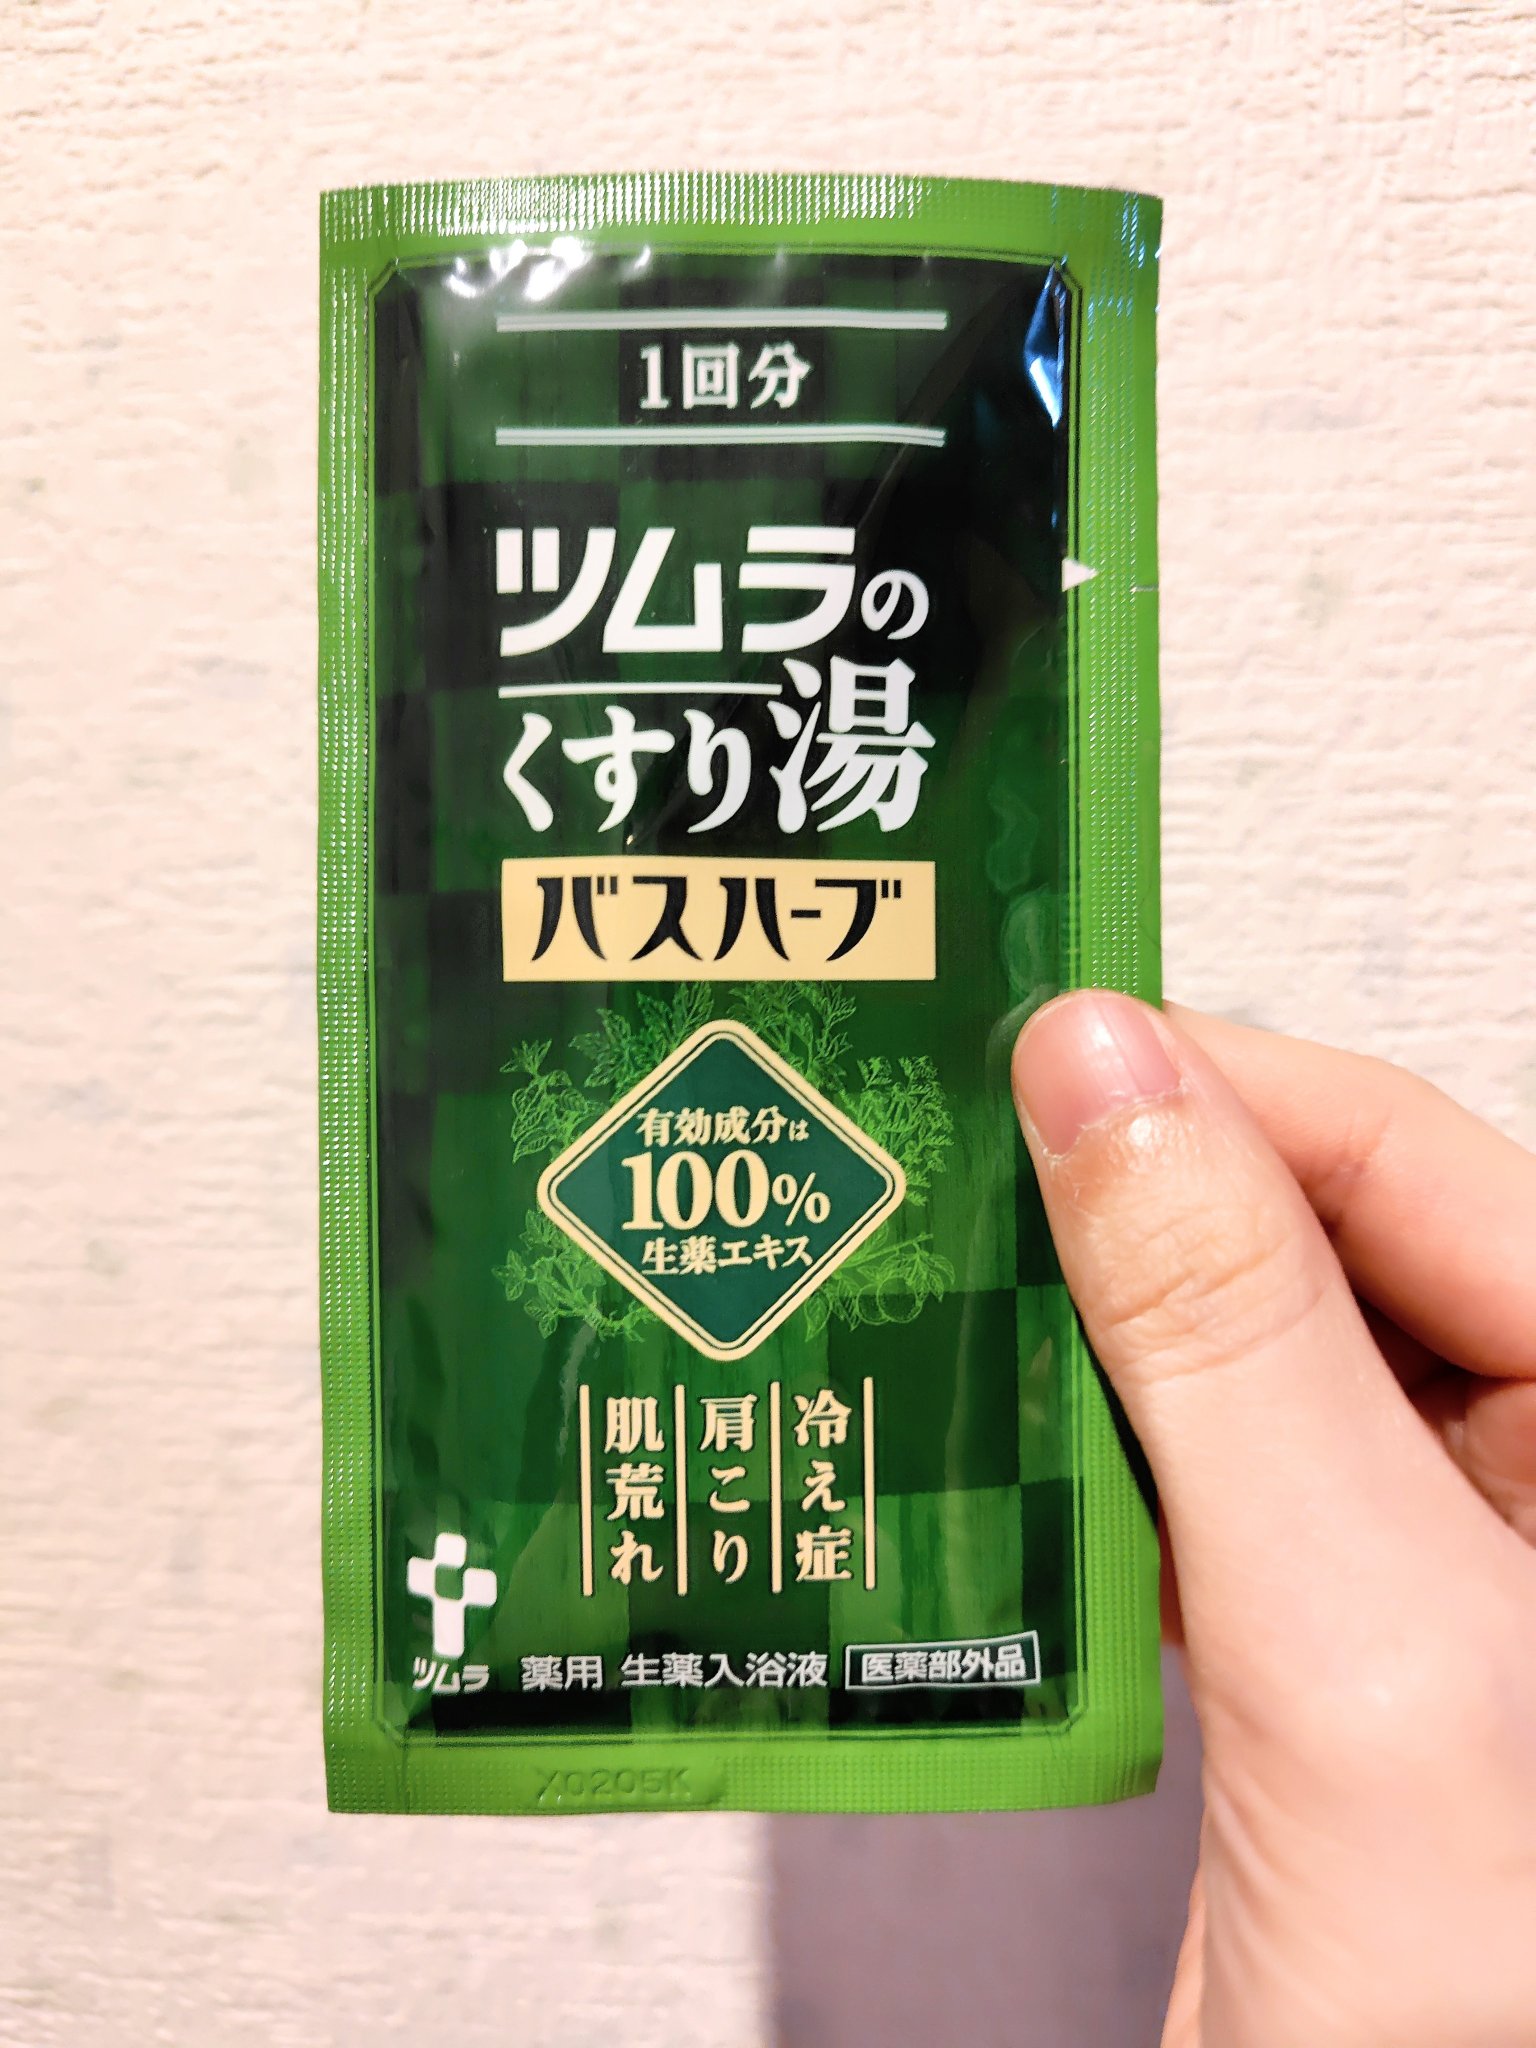 1回分
ツムラの
くすり湯
バスハーブ
有効成分は
100%
生薬エキス
冷え症
肩こり
肌荒れ
ツムラ
薬用 生薬入浴液 医薬部外品
X0205K